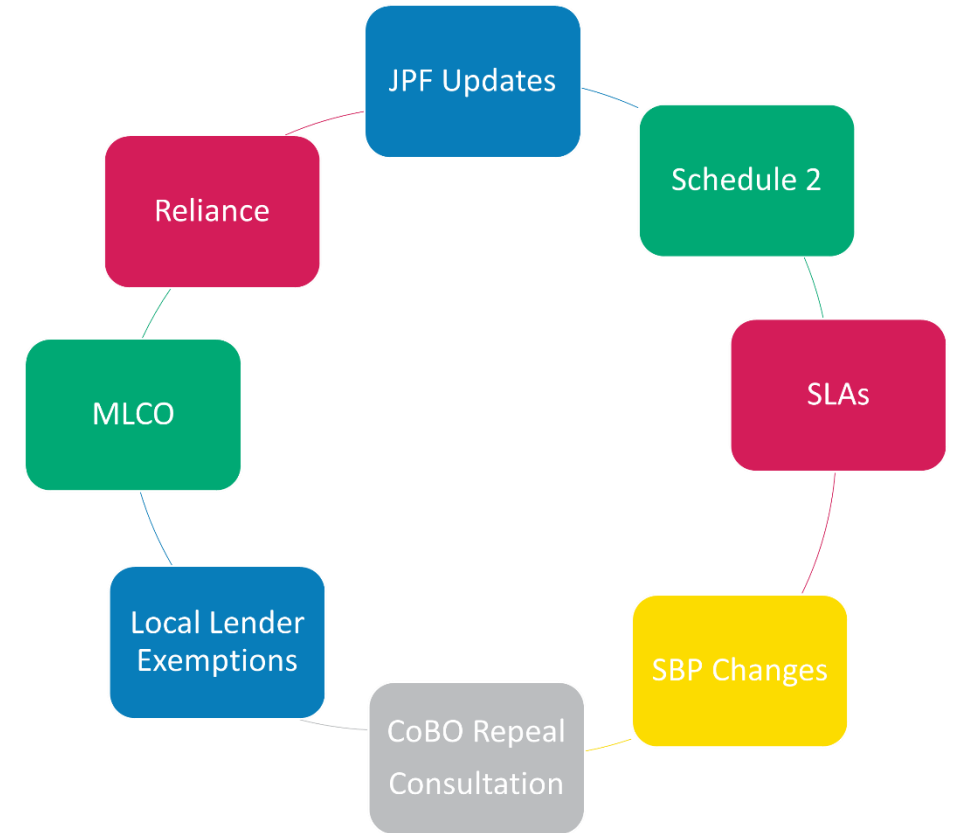 JPF Updates
Schedule 2
SLAs
SBP Changes
CoBO Repeal
Consultation
Local Lender
Exemptions
MLCO
Reliance